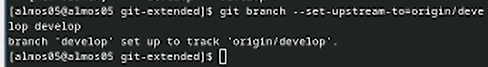 [almos05@almos05 git-extended]$ git branch --set-upstream-to=origin/deve
lop develop
branch 'develop' set up to track 'origin/develop'.
[almos05@almos05 git-extended]$